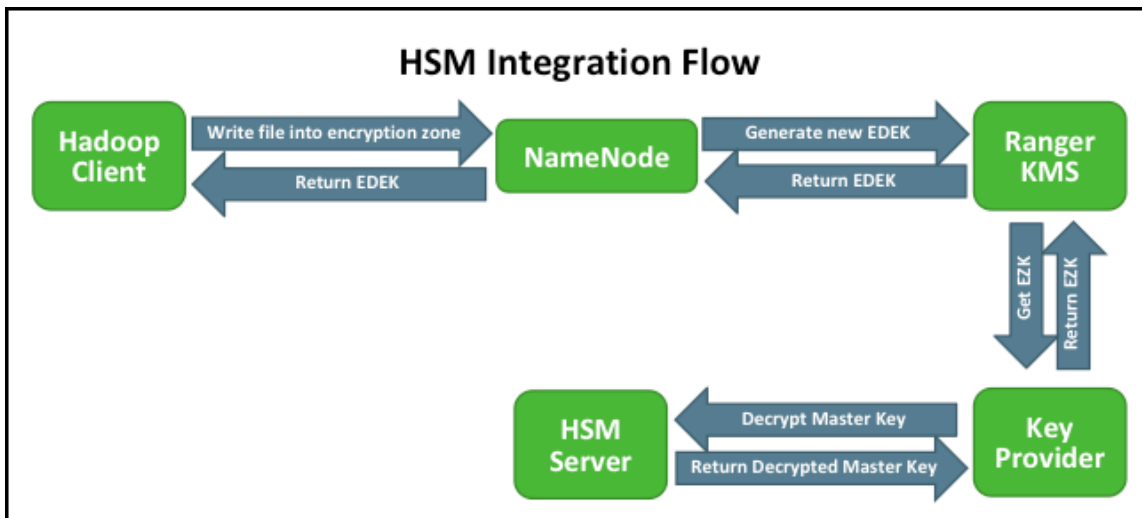 HSM Integration Flow
Hadoop
Client
Write file into encryption zone
Return EDEK
NameNode
Generate new EDEK
Return EDEK
Ranger
KMS
Get EZK
Return EZK
HSM
Server
Decrypt Master Key
Return Decrypted Master Key
Key
Provider